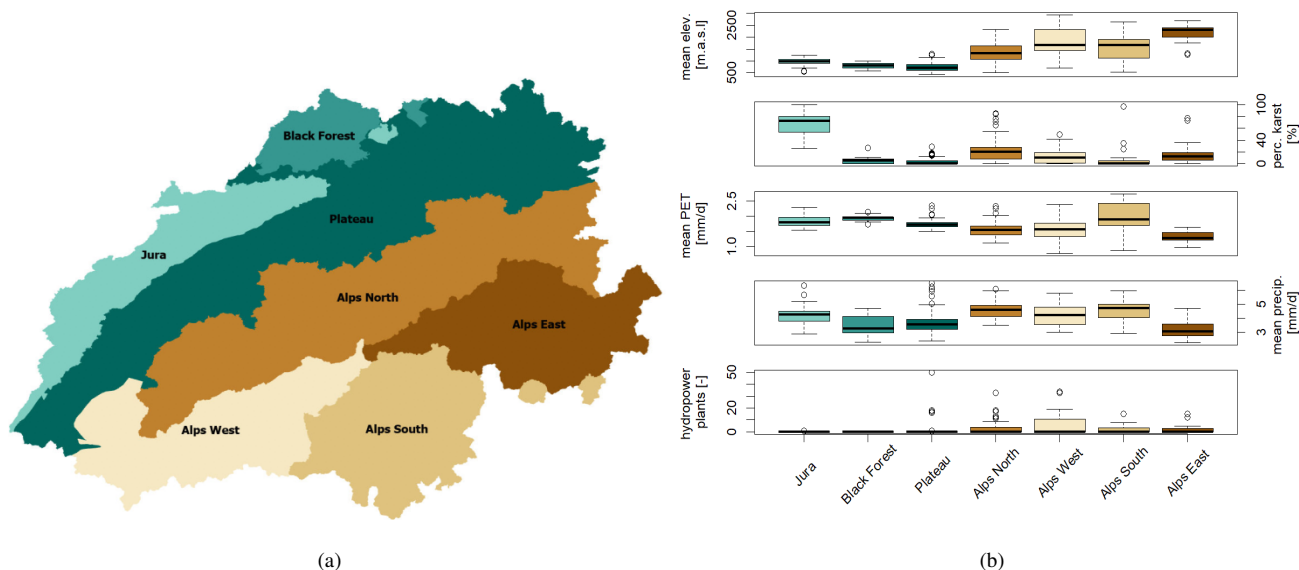 Black Forest
Plateau
Jura
Alps North
Alps East
Alps West
Alps South
(a)
mean elev.
[m.a.s.l]
500
2500
perc. karst
[%]
0
40
100
mean PET
[mm/d]
1.0
2.5
mean precip.
[mm/d]
3
5
hydropower
plants [-]
0
20
50
Jura
Black Forest
Plateau
Alps North
Alps West
Alps South
Alps East
(b)